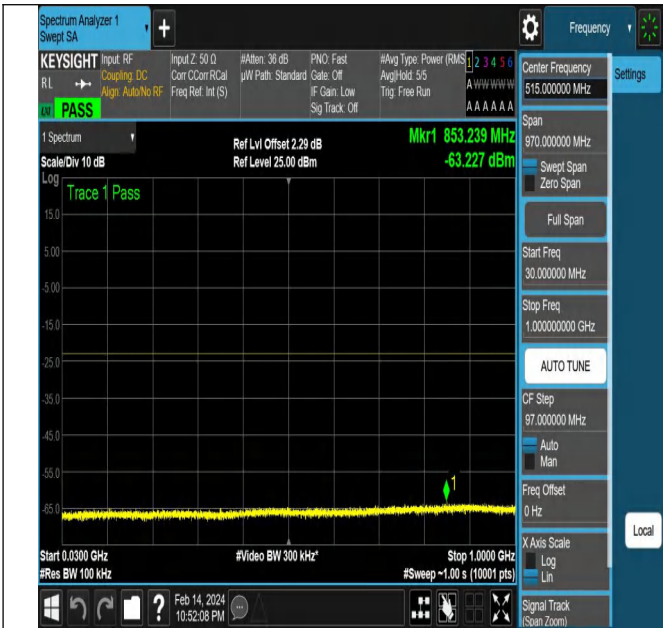 Spectrum Analyzer 1
Swept SA
+
Frequency
KEYSIGHT
RL
PASS
Input: RF
Coupling: DC
Align: Auto/No RF
Input Z: 50 Ω
Corr CCorr RCal
Freq Ref: Int (S)
#Atten: 36 dB
µW Path: Standard
PNO: Fast
Gate: Off
IF Gain: Low
Sig Track: Off
#Avg Type: Power (RMS
Avg|Hold: 5/5
Trig: Free Run
1 2 3 4 5 6
A W W W W W
A A A A A A
Center Frequency
515.000000 MHz
Settings
1 Spectrum
Scale/Div 10 dB
Ref Lvl Offset 2.29 dB
Ref Level 25.00 dBm
Mkr1 853.239 MHz
-63.227 dBm
Log
Trace 1 Pass
15.0
5.00
-5.00
-15.0
-25.0
-35.0
-45.0
-55.0
-65.0
1
Start 0.0300 GHz
#Res BW 100 kHz
#Video BW 300 kHz*
Stop 1.0000 GHz
#Sweep ~1.00 s (10001 pts)
Span
970.000000 MHz
Swept Span
Zero Span
Full Span
Start Freq
30.000000 MHz
Stop Freq
1.000000000 GHz
AUTO TUNE
CF Step
97.000000 MHz
Auto
Man
Freq Offset
0 Hz
X Axis Scale
Log
Lin
Signal Track
(Span Zoom)
Local
?
Feb 14, 2024
10:52:08 PM